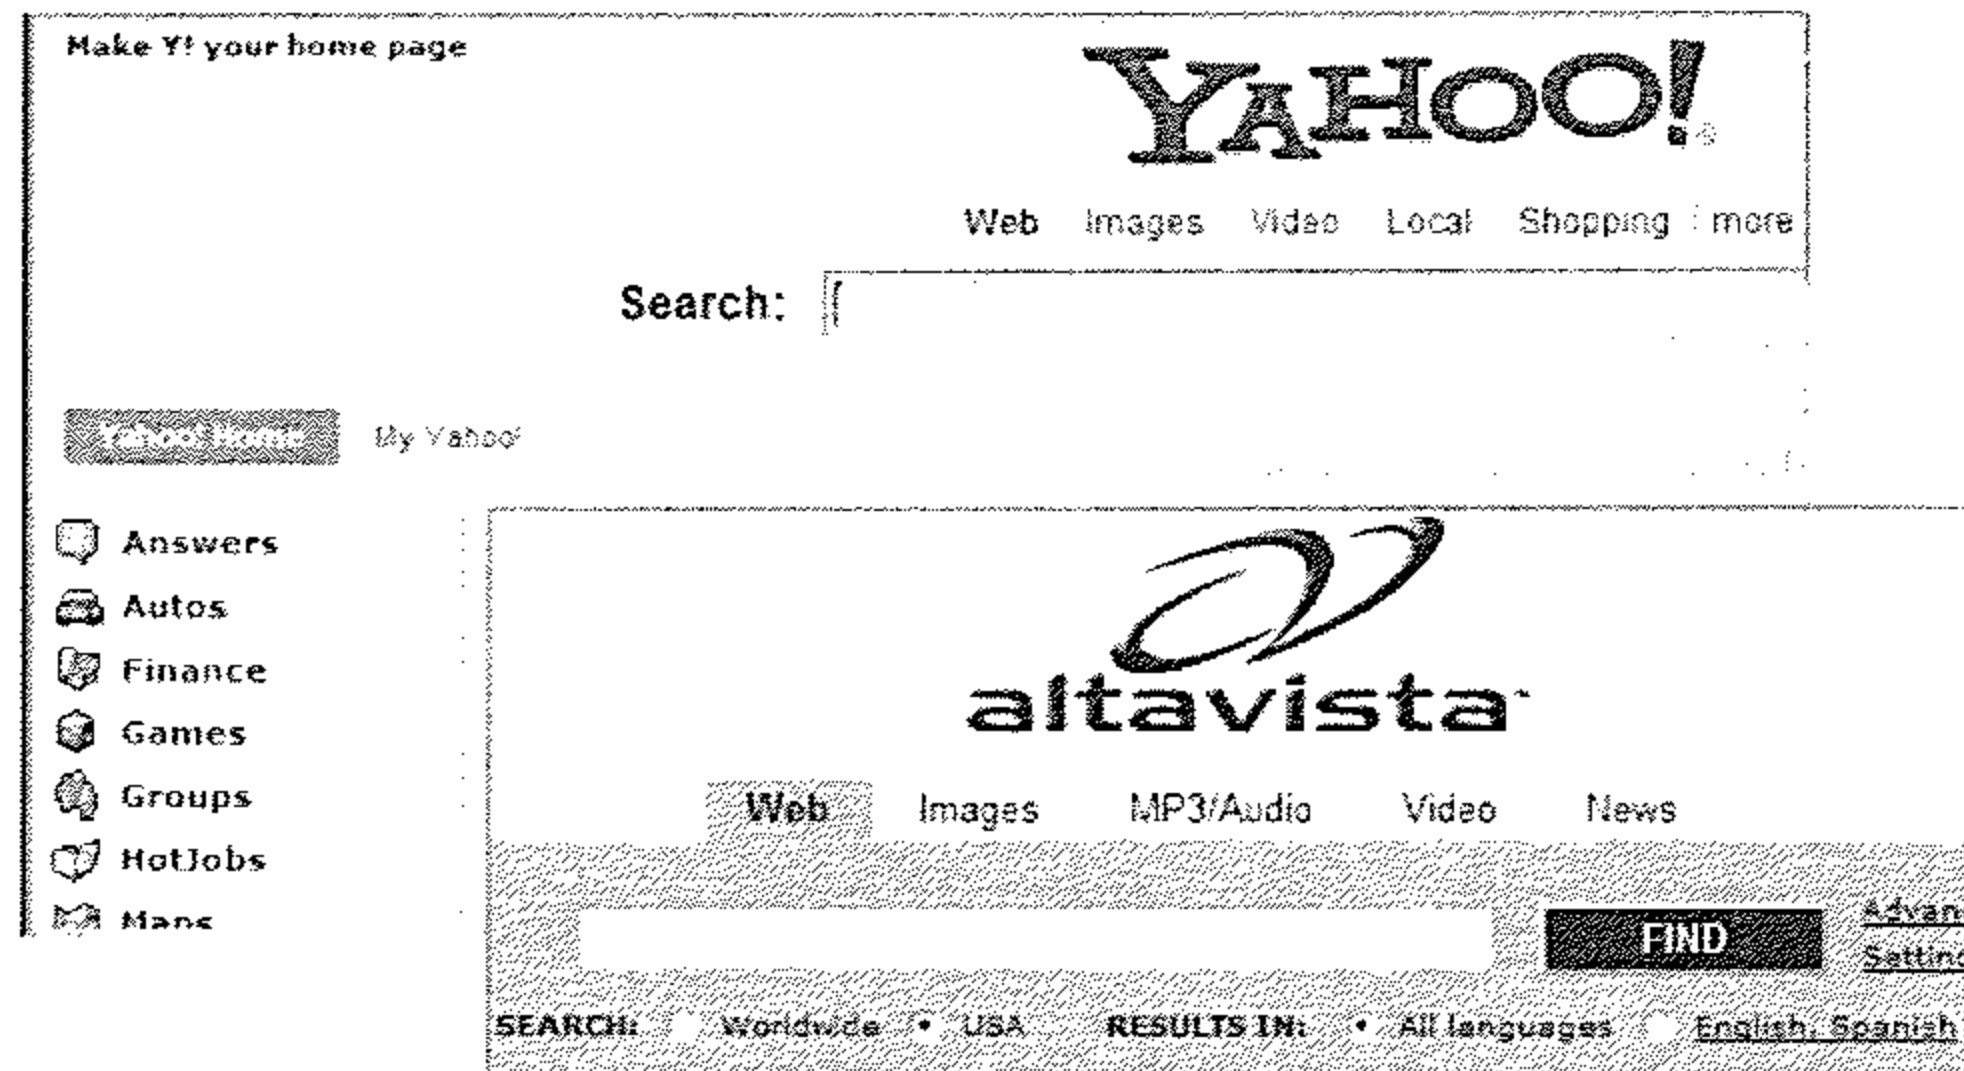 Make Y! your home page
YAHOO!
Web Images Video Local Shopping more
Search:
Yahoo! Home My Yahoo!
Answers
Autos
Finance
Games
Groups
HotJobs
Maps
altavista
Web Images MP3/Audio Video News
FIND
SEARCH: Worldwide USA RESULTS IN: All languages English, Spanish